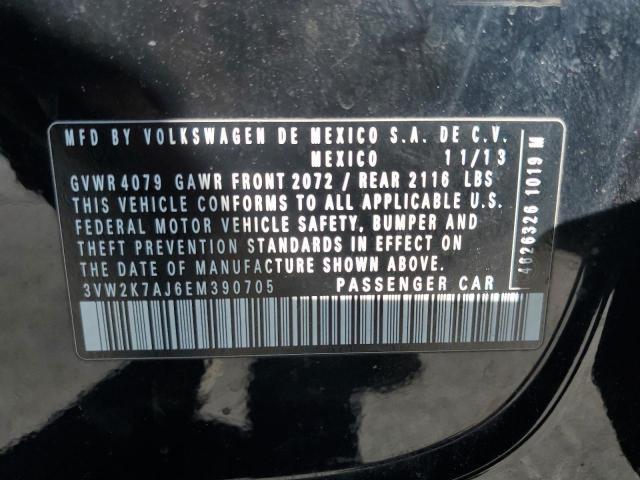 MFD BY VOLKSWAGEN DE MEXICO S.A. DE C.V.
MEXICO 11/13
GVWR 4079 GAWR FRONT 2072 / REAR 2116 LBS
THIS VEHICLE CONFORMS TO ALL APPLICABLE U.S.
FEDERAL MOTOR VEHICLE SAFETY, BUMPER AND
THEFT PREVENTION STANDARDS IN EFFECT ON
THE DATE OF MANUFACTURE SHOWN ABOVE.
3VW2K7AJ6EM390705 PASSENGER CAR
4026326 1019 M